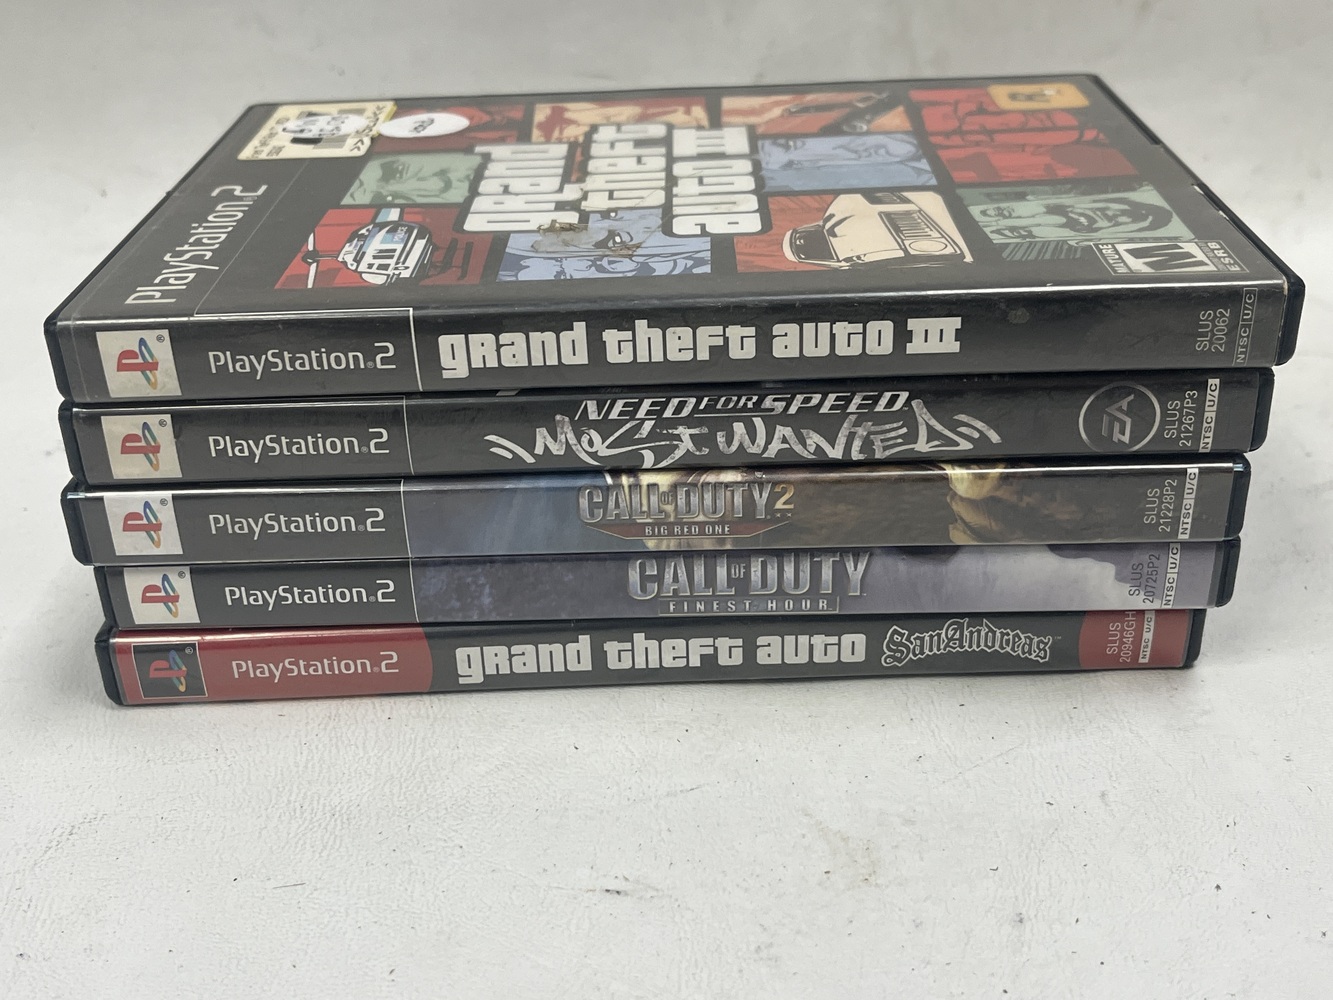 PlayStation.2
grand theft auto III
MATURE
M
ESRB
PlayStation®2
grand theft auto III
SLUS
20062
NTSC U/C
PlayStation®2
NEED FOR SPEED
MOST WANTED
EA
SLUS
21267P3
NTSC U/C
PlayStation®2
CALL OF DUTY 2
BIG RED ONE
SLUS
21228P2
NTSC U/C
PlayStation®2
CALL OF DUTY
FINEST HOUR
SLUS
20725P2
NTSC U/C
PlayStation®2
grand theft auto San Andreas™
SLUS
20946GH
NTSC U/C